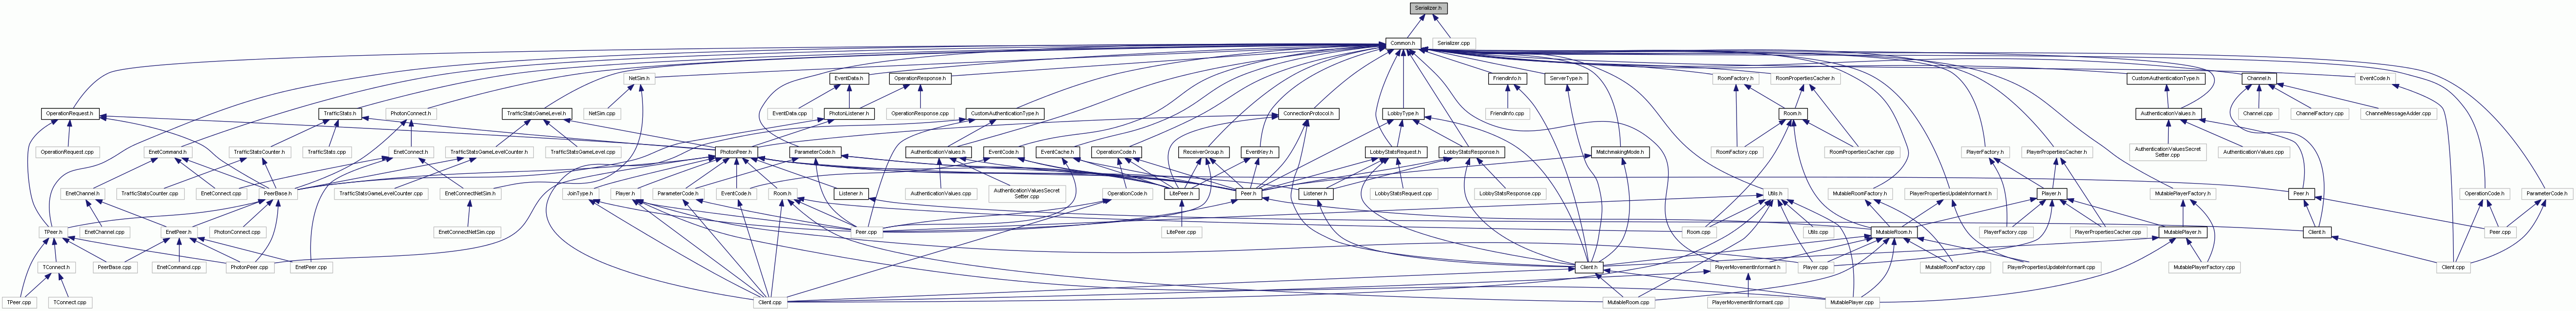 Serializer.h
Common.h
Serializer.cpp
NetSim.h
EventData.h
OperationResponse.h
FriendInfo.h
ServerType.h
RoomFactory.h
RoomPropertiesCacher.h
CustomAuthenticationType.h
Channel.h
EventCode.h
OperationRequest.h
TrafficStats.h
PhotonConnect.h
TrafficStatsGameLevel.h
NetSim.cpp
EventData.cpp
PhotonListener.h
OperationResponse.cpp
CustomAuthenticationType.h
ConnectionProtocol.h
LobbyType.h
FriendInfo.cpp
Room.h
AuthenticationValues.h
Channel.cpp
ChannelFactory.cpp
ChannelMessageAdder.cpp
OperationRequest.cpp
EnetCommand.h
TrafficStatsCounter.h
TrafficStats.cpp
EnetConnect.h
TrafficStatsGameLevelCounter.h
TrafficStatsGameLevel.cpp
PhotonPeer.h
ParameterCode.h
AuthenticationValues.h
EventCode.h
EventCache.h
OperationCode.h
ReceiverGroup.h
EventKey.h
LobbyStatsRequest.h
LobbyStatsResponse.h
MatchmakingMode.h
RoomFactory.cpp
RoomPropertiesCacher.cpp
PlayerFactory.h
PlayerPropertiesCacher.h
AuthenticationValuesSecret
Setter.cpp
AuthenticationValues.cpp
EnetChannel.h
TrafficStatsCounter.cpp
EnetConnect.cpp
PeerBase.h
TrafficStatsGameLevelCounter.cpp
EnetConnectNetSim.h
JoinType.h
Player.h
ParameterCode.h
EventCode.h
Room.h
Listener.h
AuthenticationValues.cpp
AuthenticationValuesSecret
Setter.cpp
OperationCode.h
LitePeer.h
Peer.h
Listener.h
LobbyStatsRequest.cpp
LobbyStatsResponse.cpp
Utils.h
MutableRoomFactory.h
PlayerPropertiesUpdateInformant.h
Player.h
MutablePlayerFactory.h
Peer.h
OperationCode.h
ParameterCode.h
TPeer.h
EnetChannel.cpp
EnetPeer.h
PhotonConnect.cpp
EnetConnectNetSim.cpp
Peer.cpp
LitePeer.cpp
Room.cpp
Utils.cpp
MutableRoom.h
PlayerFactory.cpp
PlayerPropertiesCacher.cpp
MutablePlayer.h
Client.h
Peer.cpp
TConnect.h
PeerBase.cpp
EnetCommand.cpp
PhotonPeer.cpp
EnetPeer.cpp
Client.h
PlayerMovementInformant.h
Player.cpp
MutableRoomFactory.cpp
PlayerPropertiesUpdateInformant.cpp
MutablePlayerFactory.cpp
Client.cpp
TPeer.cpp
TConnect.cpp
Client.cpp
MutableRoom.cpp
PlayerMovementInformant.cpp
MutablePlayer.cpp